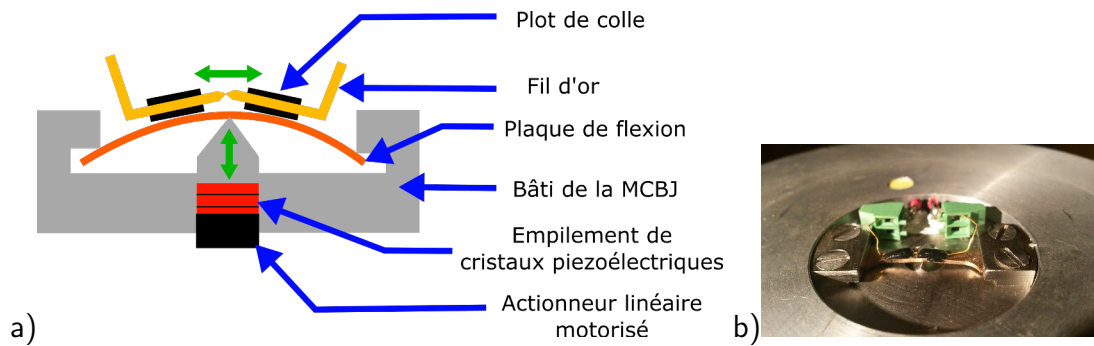 Plot de colle
Fil d'or
Plaque de flexion
Bâti de la MCBJ
Empilement de
cristaux piezoélectriques
Actionneur linéaire
motorisé
a)
b)